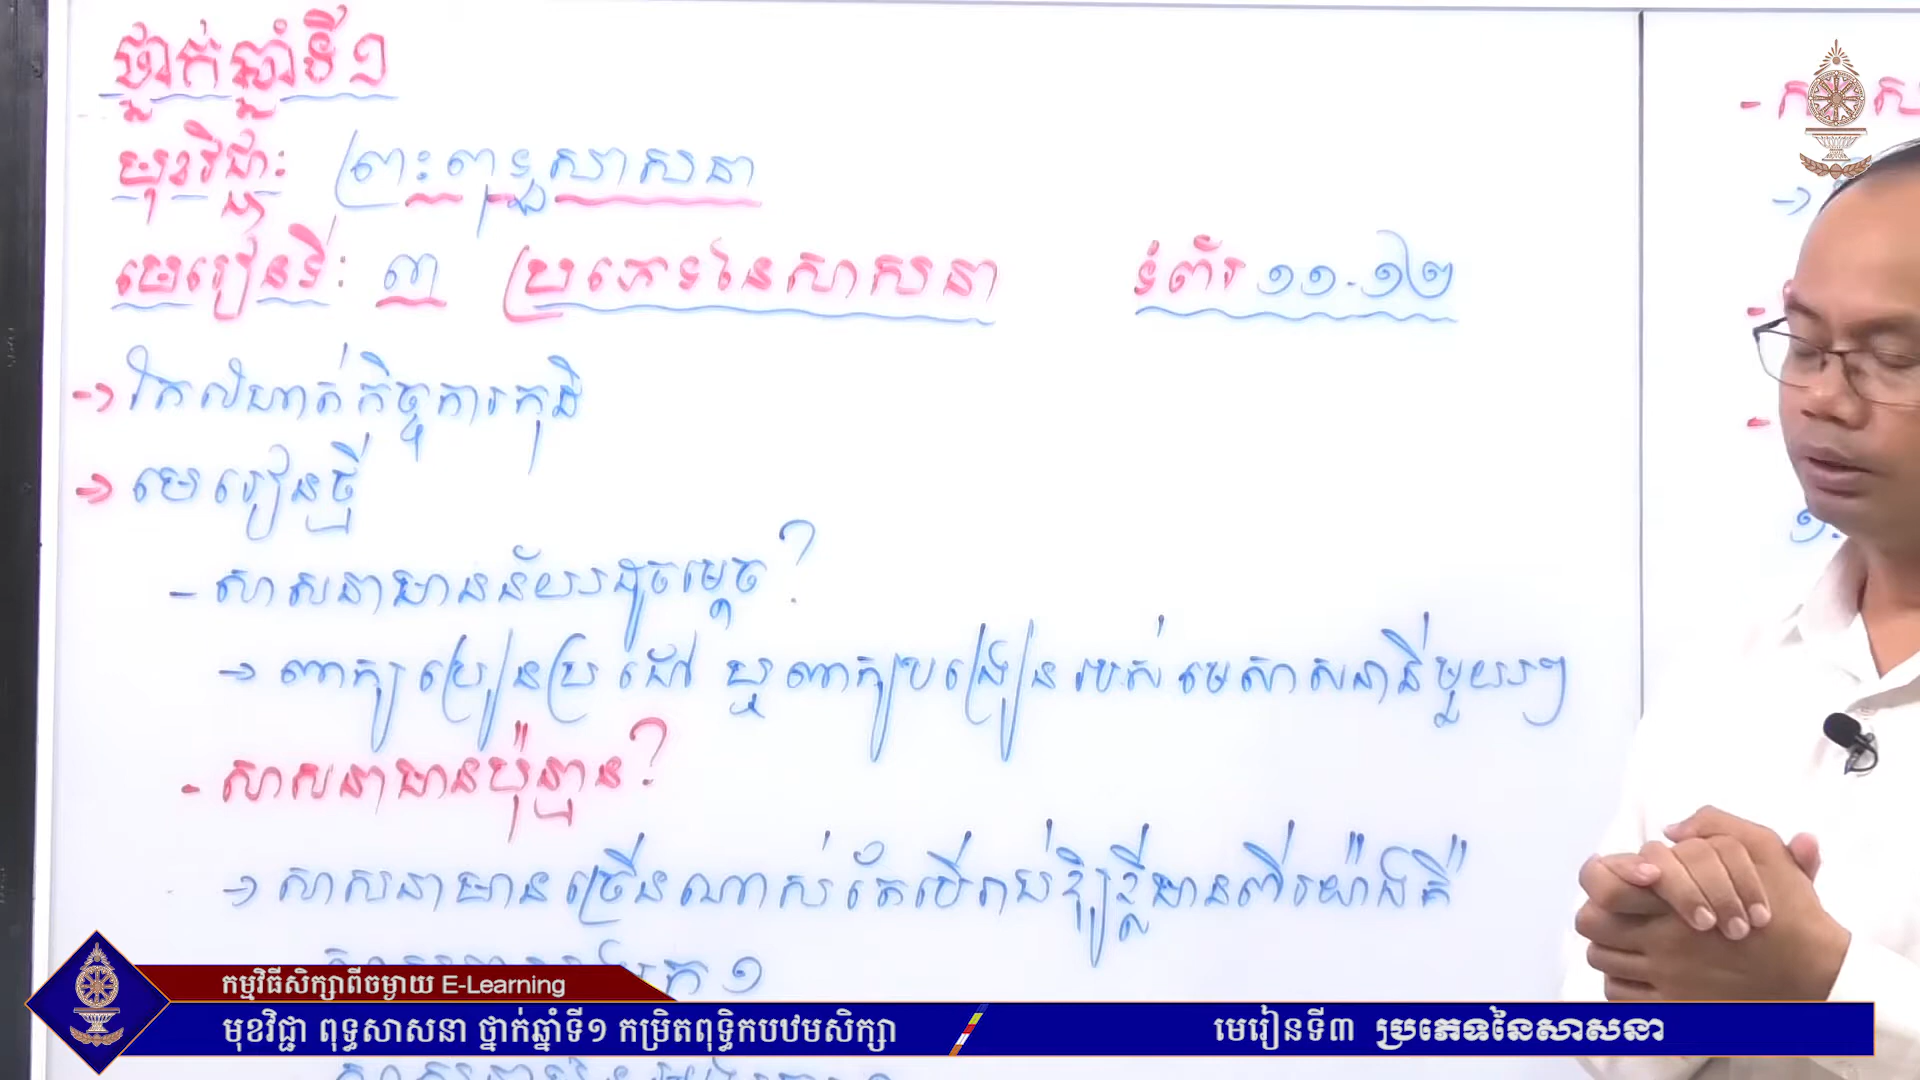 ថ្នាក់ឆ្នាំទី១
មុខវិជ្ជា: ព្រះពុទ្ធសាសនា
មេរៀនទី: ៣ ប្រភេទនៃសាសនា ទំព័រ ១១-១២
-> រំលំហាត់កិច្ចការផ្ទះ
-> មេរៀនថ្មី
- សាសនាមានន័យដូចម្ដេច?
-> ពាក្យប្រៀនប្រដៅ ឬពាក្យបង្រៀន របស់មេសាសនានីមួយៗ
- សាសនាមានប៉ុន្មាន?
-> សាសនាមានច្រើនណាស់ តែបើរាប់ឱ្យខ្លីមានពីរយ៉ាងគឺ
កម្មវិធីសិក្សាពីចម្ងាយ E-Learning
មុខវិជ្ជា ពុទ្ធសាសនា ថ្នាក់ឆ្នាំទី១ កម្រិតពុទ្ធិកបឋមសិក្សា
មេរៀនទី៣ ប្រភេទនៃសាសនា